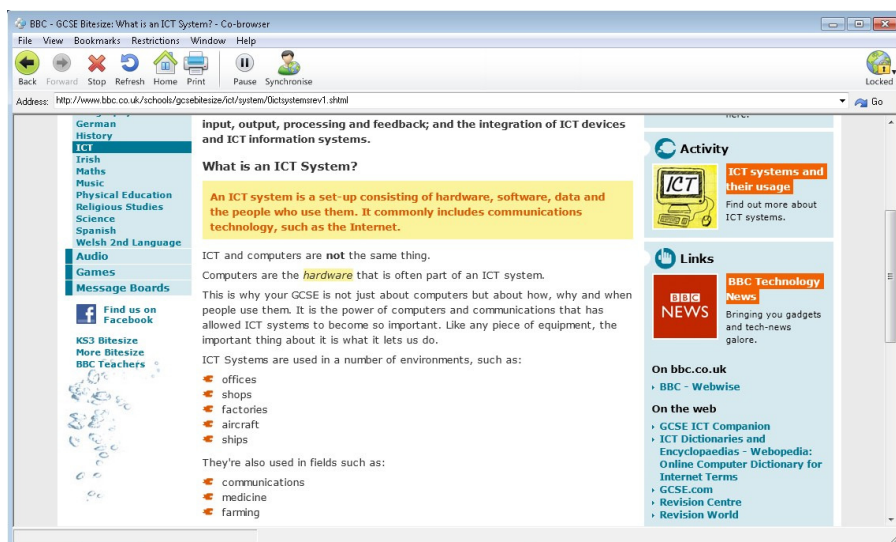 BBC - GCSE Bitesize: What is an ICT System? - Co-browser
File View Bookmarks Restrictions Window Help
Back Forward Stop Refresh Home Print Pause Synchronise Locked
Address: http://www.bbc.co.uk/schools/gcsebitesize/ict/system/0ictsystemsrev1.shtml Go
German
History
ICT
Irish
Maths
Music
Physical Education
Religious Studies
Science
Spanish
Welsh 2nd Language
Audio
Games
Message Boards
Find us on
Facebook
KS3 Bitesize
More Bitesize
BBC Teachers
input, output, processing and feedback; and the integration of ICT devices
and ICT information systems.
What is an ICT System?
An ICT system is a set-up consisting of hardware, software, data and
the people who use them. It commonly includes communications
technology, such as the Internet.
ICT and computers are not the same thing.
Computers are the hardware that is often part of an ICT system.
This is why your GCSE is not just about computers but about how, why and when
people use them. It is the power of computers and communications that has
allowed ICT systems to become so important. Like any piece of equipment, the
important thing about it is what it lets us do.
ICT Systems are used in a number of environments, such as:
offices
shops
factories
aircraft
ships
They're also used in fields such as:
communications
medicine
farming
Activity
ICT
ICT systems and
their usage
Find out more about
ICT systems.
Links
BBC
NEWS
BBC Technology
News
Bringing you gadgets
and tech-news
galore.
On bbc.co.uk
BBC - Webwise
On the web
GCSE ICT Companion
ICT Dictionaries and
Encyclopaedias - Webopedia:
Online Computer Dictionary for
Internet Terms
GCSE.com
Revision Centre
Revision World